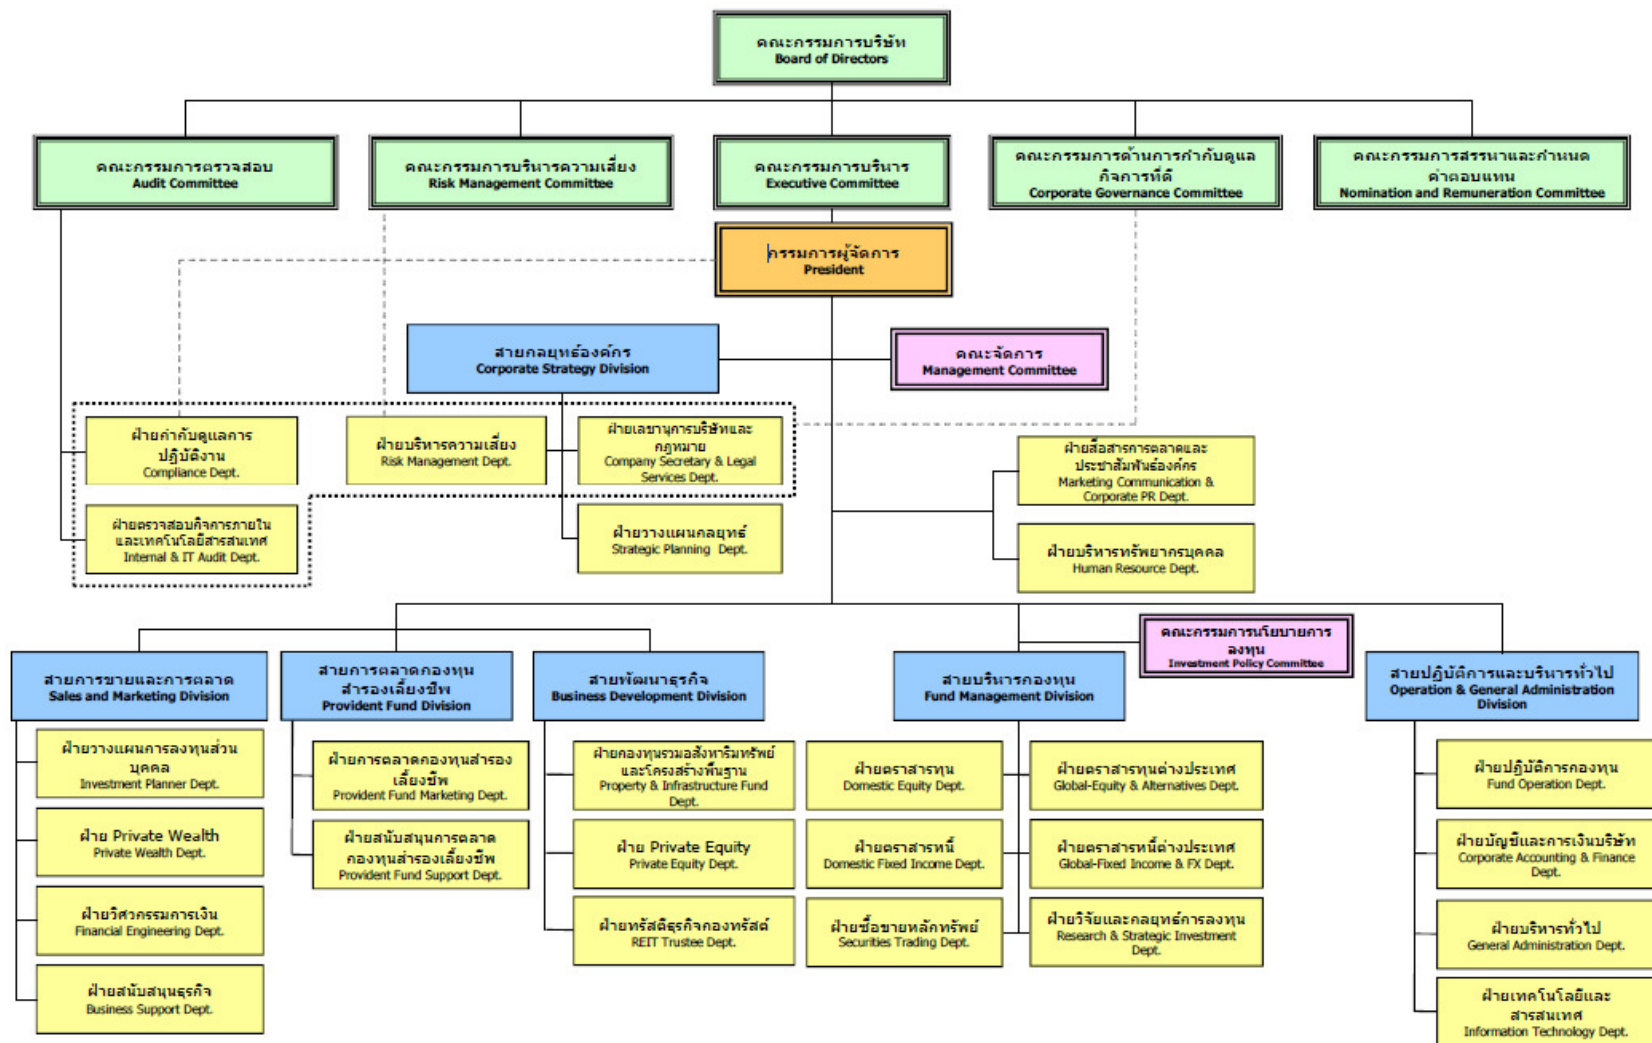 คณะกรรมการบริษัท
Board of Directors
คณะกรรมการตรวจสอบ
Audit Committee
คณะกรรมการบริหารความเสี่ยง
Risk Management Committee
คณะกรรมการบริหาร
Executive Committee
คณะกรรมการด้านการกำกับดูแล
กิจการที่ดี
Corporate Governance Committee
คณะกรรมการสรรหาและกำหนด
ค่าตอบแทน
Nomination and Remuneration Committee
กรรมการผู้จัดการ
President
สายกลยุทธ์องค์กร
Corporate Strategy Division
คณะจัดการ
Management Committee
ฝ่ายกำกับดูแลการ
ปฏิบัติงาน
Compliance Dept.
ฝ่ายบริหารความเสี่ยง
Risk Management Dept.
ฝ่ายเลขานุการบริษัทและ
กฎหมาย
Company Secretary & Legal
Services Dept.
ฝ่ายสื่อสารการตลาดและ
ประชาสัมพันธ์องค์กร
Marketing Communication &
Corporate PR Dept.
ฝ่ายตรวจสอบกิจการภายใน
และเทคโนโลยีสารสนเทศ
Internal & IT Audit Dept.
ฝ่ายวางแผนกลยุทธ์
Strategic Planning Dept.
ฝ่ายบริหารทรัพยากรบุคคล
Human Resource Dept.
คณะกรรมการนโยบายการ
ลงทุน
Investment Policy Committee
สายการขายและการตลาด
Sales and Marketing Division
สายการตลาดกองทุน
สำรองเลี้ยงชีพ
Provident Fund Division
สายพัฒนาธุรกิจ
Business Development Division
สายบริหารกองทุน
Fund Management Division
สายปฏิบัติการและบริหารทั่วไป
Operation & General Administration
Division
ฝ่ายวางแผนการลงทุนส่วน
บุคคล
Investment Planner Dept.
ฝ่าย Private Wealth
Private Wealth Dept.
ฝ่ายวิศวกรรมการเงิน
Financial Engineering Dept.
ฝ่ายสนับสนุนธุรกิจ
Business Support Dept.
ฝ่ายการตลาดกองทุนสำรอง
เลี้ยงชีพ
Provident Fund Marketing Dept.
ฝ่ายสนับสนุนการตลาด
กองทุนสำรองเลี้ยงชีพ
Provident Fund Support Dept.
ฝ่ายกองทุนรวมอสังหาริมทรัพย์
และโครงสร้างพื้นฐาน
Property & Infrastructure Fund
Dept.
ฝ่าย Private Equity
Private Equity Dept.
ฝ่ายทรัสตีธุรกิจกองทรัสต์
REIT Trustee Dept.
ฝ่ายตราสารทุน
Domestic Equity Dept.
ฝ่ายตราสารหนี้
Domestic Fixed Income Dept.
ฝ่ายซื้อขายหลักทรัพย์
Securities Trading Dept.
ฝ่ายตราสารทุนต่างประเทศ
Global-Equity & Alternatives Dept.
ฝ่ายตราสารหนี้ต่างประเทศ
Global-Fixed Income & FX Dept.
ฝ่ายวิจัยและกลยุทธ์การลงทุน
Research & Strategic Investment
Dept.
ฝ่ายปฏิบัติการกองทุน
Fund Operation Dept.
ฝ่ายบัญชีและการเงินบริษัท
Corporate Accounting & Finance
Dept.
ฝ่ายบริหารทั่วไป
General Administration Dept.
ฝ่ายเทคโนโลยีและ
สารสนเทศ
Information Technology Dept.